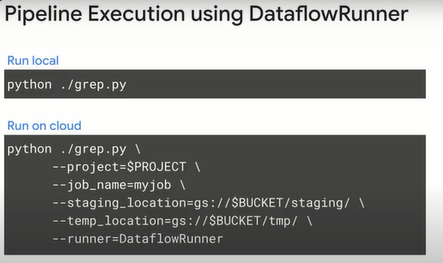 Pipeline Execution using DataflowRunner
Run local
python ./grep.py
Run on cloud
python ./grep.py \
--project=$PROJECT \
--job_name=myjob \
--staging_location=gs://$BUCKET/staging/ \
--temp_location=gs://$BUCKET/tmp/ \
--runner=DataflowRunner